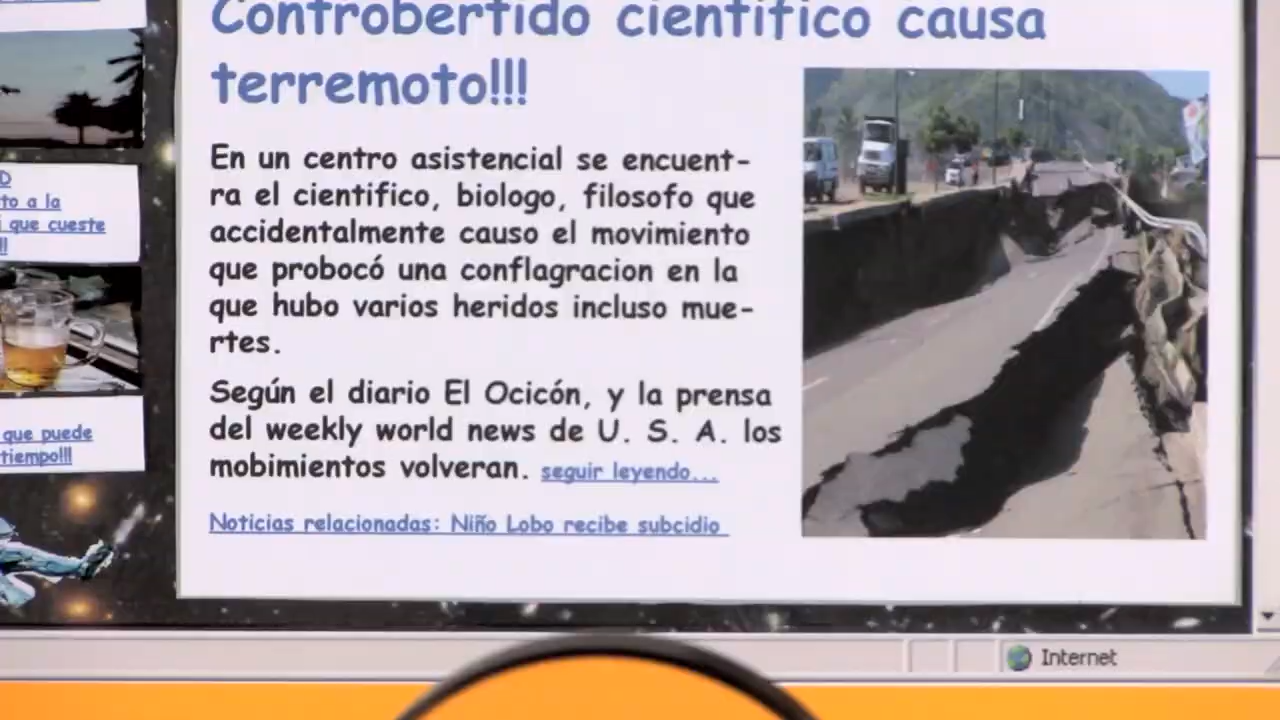 Controbertido científico causa
terremoto!!!
En un centro asistencial se encuent-
ra el cientifico, biologo, filosofo que
accidentalmente causo el movimiento
que probocó una conflagracion en la
que hubo varios heridos incluso mue-
rtes.
Según el diario El Ocicón, y la prensa
del weekly world news de U. S. A. los
mobimientos volveran. seguir leyendo...
Noticias relacionadas: Niño Lobo recibe subcidio
to a la
que cueste
que puede
tiempo!!!
Internet